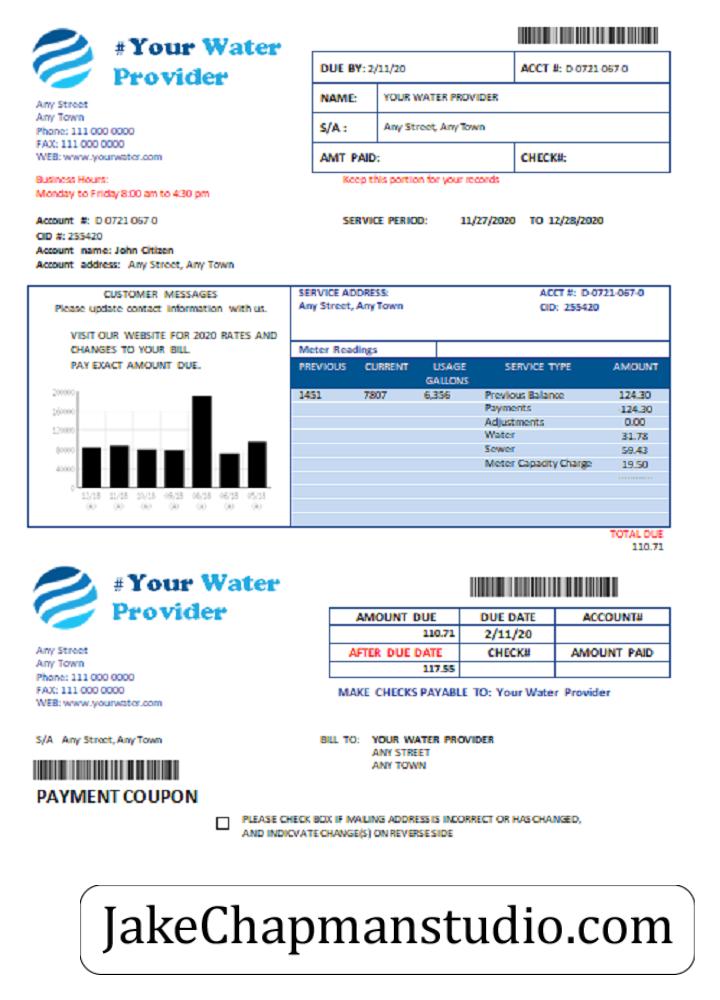 #Your Water
Provider
Any Street
Any Town
Phone: 111 000 0000
FAX: 111 000 0000
WEB: www.yourwater.com
Business Hours:
Monday to Friday 8:00 am to 4:30 pm
DUE BY: 2/11/20 ACCT #: D-0721-067-0
NAME: YOUR WATER PROVIDER
S/A : Any Street, Any Town
AMT PAID: CHECK#:
Keep this portion for your records
Account #: D-0721-067-0
CID #: 255420
Account name: John Citizen
Account address: Any Street, Any Town
SERVICE PERIOD: 11/27/2020 TO 12/28/2020
CUSTOMER MESSAGES
Please update contact information with us.
VISIT OUR WEBSITE FOR 2020 RATES AND
CHANGES TO YOUR BILL.
PAY EXACT AMOUNT DUE.
200000
160000
120000
80000
40000
0
12/18 11/18 10/18 09/18 08/18 06/18 05/18
(A) (A) (A) (A) (A) (A) (A)
SERVICE ADDRESS: ACCT #: D-0721-067-0
Any Street, Any Town CID: 255420
Meter Readings
PREVIOUS CURRENT USAGE SERVICE TYPE AMOUNT
GALLONS
1451 7807 6,356 Previous Balance 124.30
Payments -124.30
Adjustments 0.00
Water 31.78
Sewer 59.43
Meter Capacity Charge 19.50
............
TOTAL DUE
110.71
#Your Water
Provider
Any Street
Any Town
Phone: 111 000 0000
FAX: 111 000 0000
WEB: www.yourwater.com
AMOUNT DUE DUE DATE ACCOUNT#
110.71 2/11/20
AFTER DUE DATE CHECK# AMOUNT PAID
117.55
MAKE CHECKS PAYABLE TO: Your Water Provider
S/A Any Street, Any Town
BILL TO: YOUR WATER PROVIDER
ANY STREET
ANY TOWN
PAYMENT COUPON
PLEASE CHECK BOX IF MAILING ADDRESS IS INCORRECT OR HAS CHANGED,
AND INDICVATE CHANGE(S) ON REVERSE SIDE
JakeChapmanstudio.com